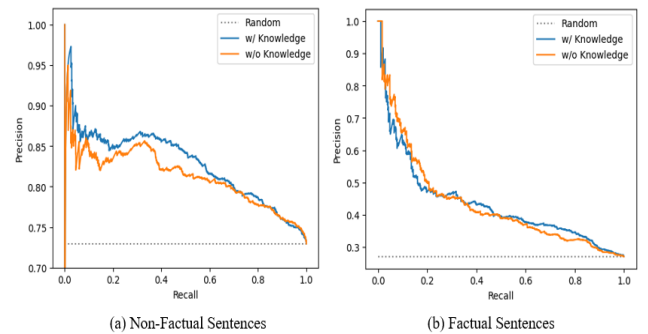 1.00
0.95
0.90
0.85
0.80
0.75
0.70
0.0 0.2 0.4 0.6 0.8 1.0
Precision
Recall
Random
w/ Knowledge
w/o Knowledge
(a) Non-Factual Sentences
1.0
0.9
0.8
0.7
0.6
0.5
0.4
0.3
0.0 0.2 0.4 0.6 0.8 1.0
Precision
Recall
Random
w/ Knowledge
w/o Knowledge
(b) Factual Sentences